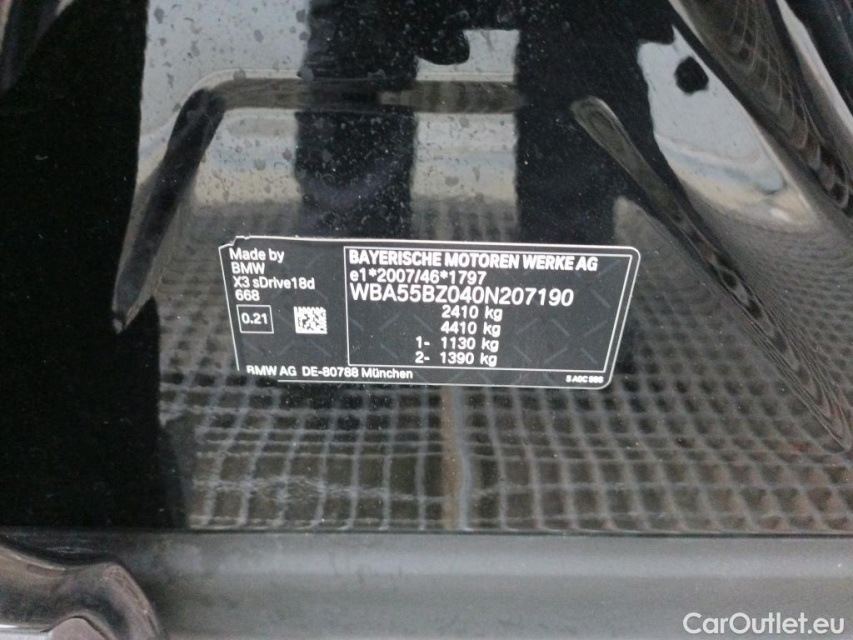 Made by
BMW
X3 sDrive18d
668
0.21
BAYERISCHE MOTOREN WERKE AG
e1*2007/46*1797
WBA55BZ040N207190
2410 kg
4410 kg
1- 1130 kg
2- 1390 kg
BMW AG DE-80788 München
CarOutlet.eu